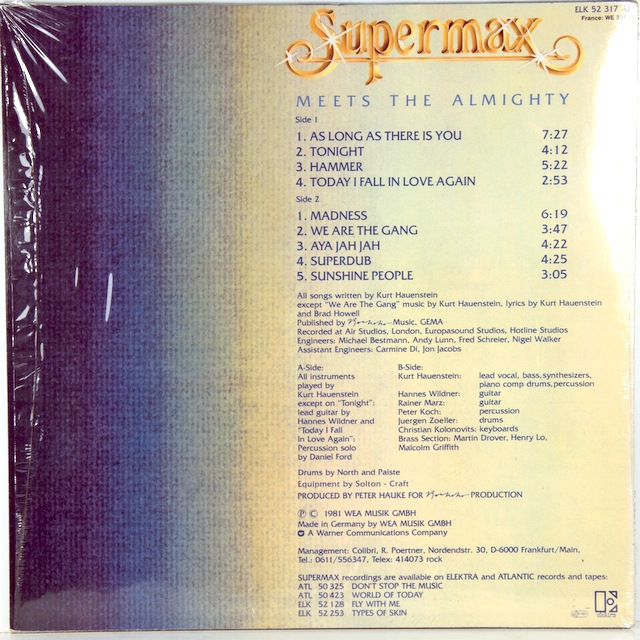 ELK 52 317
France: WE
Supermax
MEETS THE ALMIGHTY
Side 1
1. AS LONG AS THERE IS YOU 7:27
2. TONIGHT 4:12
3. HAMMER 5:22
4. TODAY I FALL IN LOVE AGAIN 2:53
Side 2
1. MADNESS 6:19
2. WE ARE THE GANG 3:47
3. AYA JAH JAH 4:22
4. SUPERDUB 4:25
5. SUNSHINE PEOPLE 3:05
All songs written by Kurt Hauenstein
except "We Are The Gang" music by Kurt Hauenstein, lyrics by Kurt Hauenstein
and Brad Howell
Published by Music, GEMA
Recorded at Air Studios, London, Europasound Studios, Hotline Studios
Engineers: Michael Bestmann, Andy Lunn, Fred Schreier, Nigel Walker
Assistant Engineers: Carmine Di, Jon Jacobs
A-Side:
All instruments
played by
Kurt Hauenstein
except on "Tonight":
lead guitar by
Hannes Wildner and
"Today I Fall
In Love Again":
Percussion solo
by Daniel Ford
B-Side:
Kurt Hauenstein: lead vocal, bass, synthesizers,
piano comp drums, percussion
Hannes Wildner: guitar
Rainer Marz: guitar
Peter Koch: percussion
Juergen Zoeller: drums
Christian Kolonovits: keyboards
Brass Section: Martin Drover, Henry Lo,
Malcolm Griffith
Drums by North and Paiste
Equipment by Solton - Craft
PRODUCED BY PETER HAUKE FOR PRODUCTION
℗ © 1981 WEA MUSIK GMBH
Made in Germany by WEA MUSIK GMBH
A Warner Communications Company
Management: Colibri, R. Poertner, Nordendstr. 30, D-6000 Frankfurt/Main,
Tel.: 0611/556347, Telex: 414073 rock
SUPERMAX recordings are available on ELEKTRA and ATLANTIC records and tapes:
ATL 50 325 DON'T STOP THE MUSIC
ATL 50 423 WORLD OF TODAY
ELK 52 128 FLY WITH ME
ELK 52 253 TYPES OF SKIN